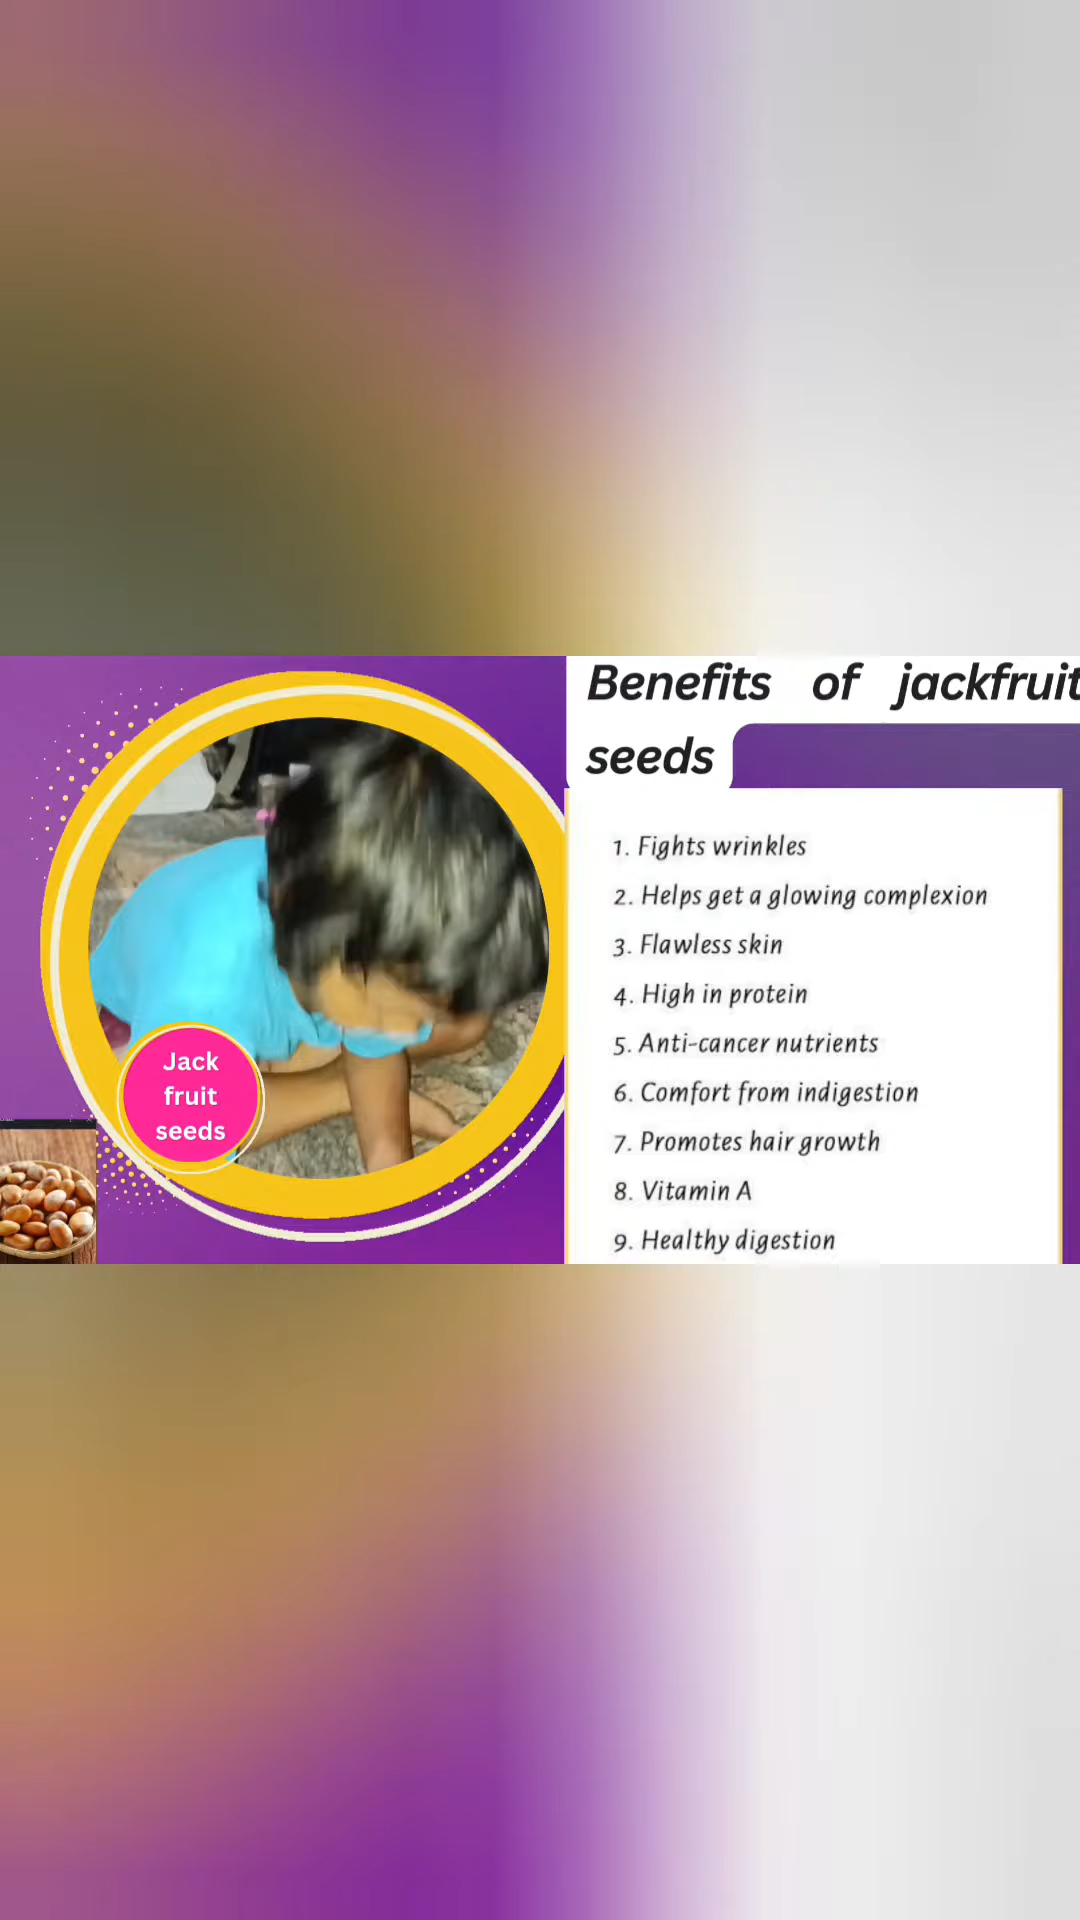 Benefits of jackfruit
seeds
1. Fights wrinkles
2. Helps get a glowing complexion
3. Flawless skin
4. High in protein
5. Anti-cancer nutrients
6. Comfort from indigestion
7. Promotes hair growth
8. Vitamin A
9. Healthy digestion
Jack
fruit
seeds